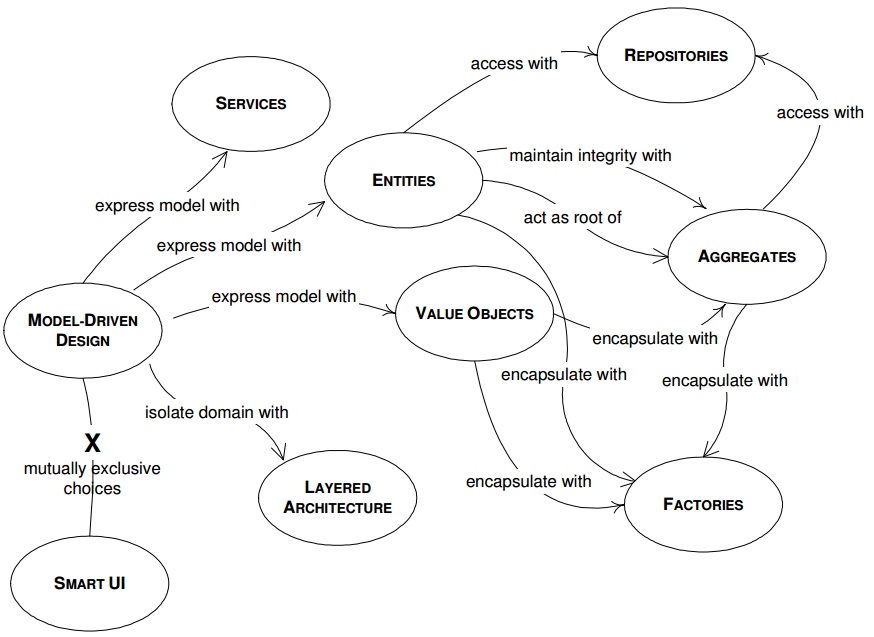 REPOSITORIES
access with
SERVICES
access with
maintain integrity with
ENTITIES
express model with
act as root of
express model with
AGGREGATES
express model with
VALUE OBJECTS
MODEL-DRIVEN
DESIGN
encapsulate with
encapsulate with
encapsulate with
isolate domain with
X
mutually exclusive
choices
encapsulate with
LAYERED
ARCHITECTURE
FACTORIES
SMART UI